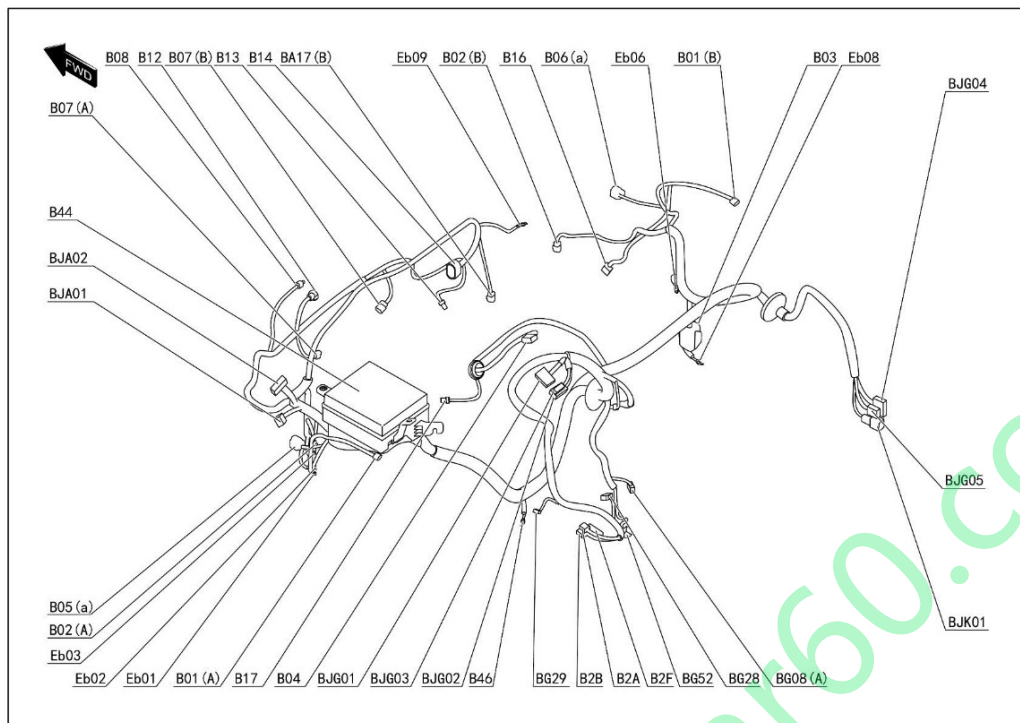 FWD
B08 B12 B07(B) B13 B14 BA17(B) Eb09 B02(B) B16 B06(a) Eb06 B01(B) B03 Eb08
BJG04
B07(A)
B44
BJA02
BJA01
BJG05
B05(a)
B02(A)
BJK01
Eb03
Eb02 Eb01 B01(A) B17 B04 BJG01 BJG03 BJG02 B46 BG29 B2B B2A B2F BG52 BG28 BG08(A)